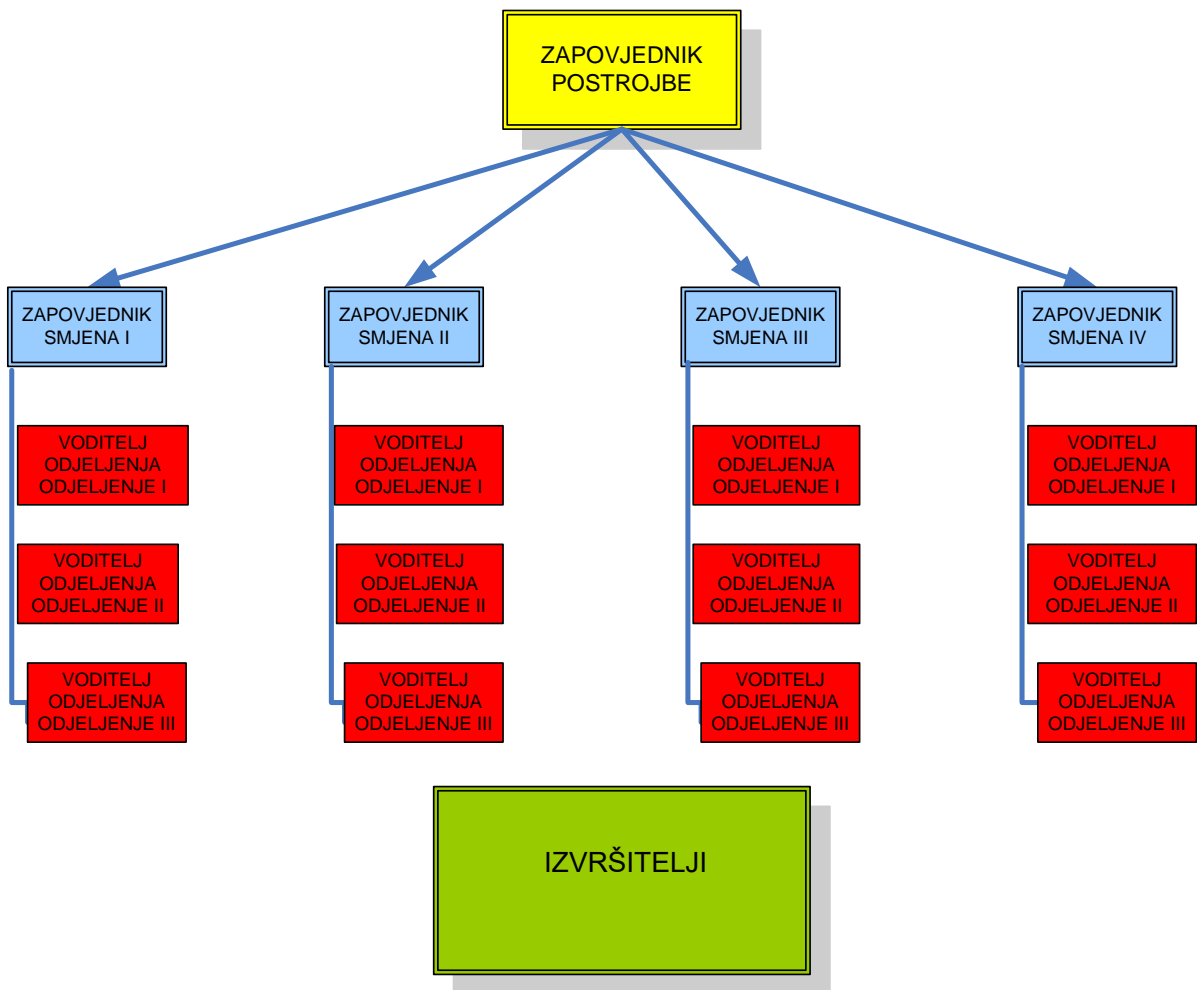 ZAPOVJEDNIK
POSTROJBE
ZAPOVJEDNIK
SMJENA I
ZAPOVJEDNIK
SMJENA II
ZAPOVJEDNIK
SMJENA III
ZAPOVJEDNIK
SMJENA IV
VODITELJ
ODJELJENJA
ODJELJENJE I
VODITELJ
ODJELJENJA
ODJELJENJE I
VODITELJ
ODJELJENJA
ODJELJENJE I
VODITELJ
ODJELJENJA
ODJELJENJE I
VODITELJ
ODJELJENJA
ODJELJENJE II
VODITELJ
ODJELJENJA
ODJELJENJE II
VODITELJ
ODJELJENJA
ODJELJENJE II
VODITELJ
ODJELJENJA
ODJELJENJE II
VODITELJ
ODJELJENJA
ODJELJENJE III
VODITELJ
ODJELJENJA
ODJELJENJE III
VODITELJ
ODJELJENJA
ODJELJENJE III
VODITELJ
ODJELJENJA
ODJELJENJE III
IZVRŠITELJI